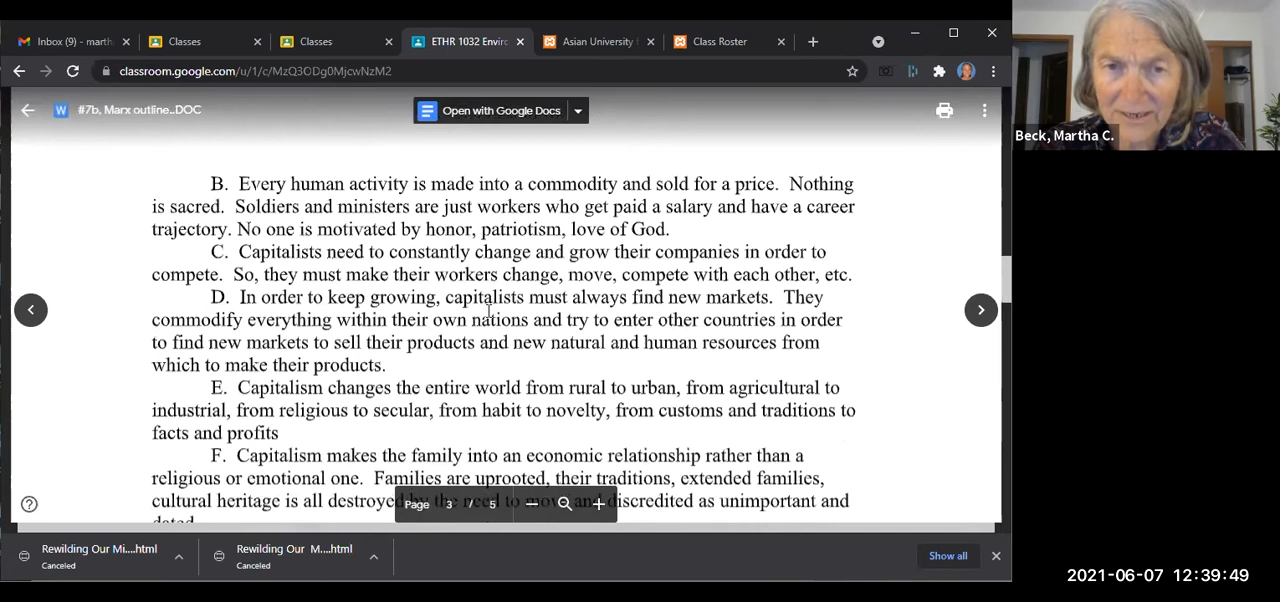 Inbox (9) - marth
Classes
Classes
ETHR 1032 Enviro
Asian University f
Class Roster
classroom.google.com/u/1/c/MzQ3ODg0MjcwNzM2
#7b, Marx outline..DOC
Open with Google Docs
Beck, Martha C.
B. Every human activity is made into a commodity and sold for a price. Nothing
is sacred. Soldiers and ministers are just workers who get paid a salary and have a career
trajectory. No one is motivated by honor, patriotism, love of God.
C. Capitalists need to constantly change and grow their companies in order to
compete. So, they must make their workers change, move, compete with each other, etc.
D. In order to keep growing, capitalists must always find new markets. They
commodify everything within their own nations and try to enter other countries in order
to find new markets to sell their products and new natural and human resources from
which to make their products.
E. Capitalism changes the entire world from rural to urban, from agricultural to
industrial, from religious to secular, from habit to novelty, from customs and traditions to
facts and profits
F. Capitalism makes the family into an economic relationship rather than a
religious or emotional one. Families are uprooted, their traditions, extended families,
cultural heritage is all destroyed by the need to move and discredited as unimportant and
dated
Page 3 / 5
Rewilding Our Mi....html
Canceled
Rewilding Our M....html
Canceled
Show all
2021-06-07 12:39:49